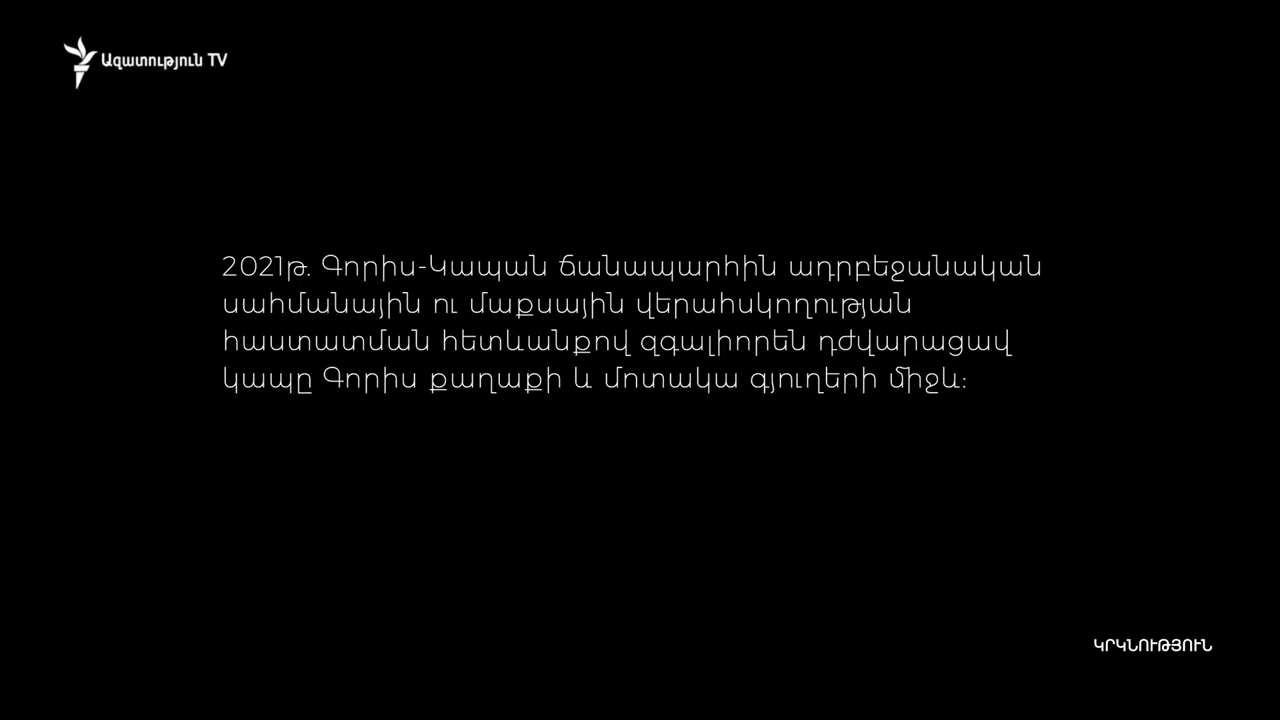 Ազատություն TV
2021թ. Գորիս-Կապան ճանապարհին ադրբեջանական
սահմանային ու մաքսային վերահսկողության
հաստատման հետևանքով զգալիորեն դժվարացավ
կապը Գորիս քաղաքի և մոտակա գյուղերի միջև։
ԿՐԿՆՈՒԹՅՈՒՆ